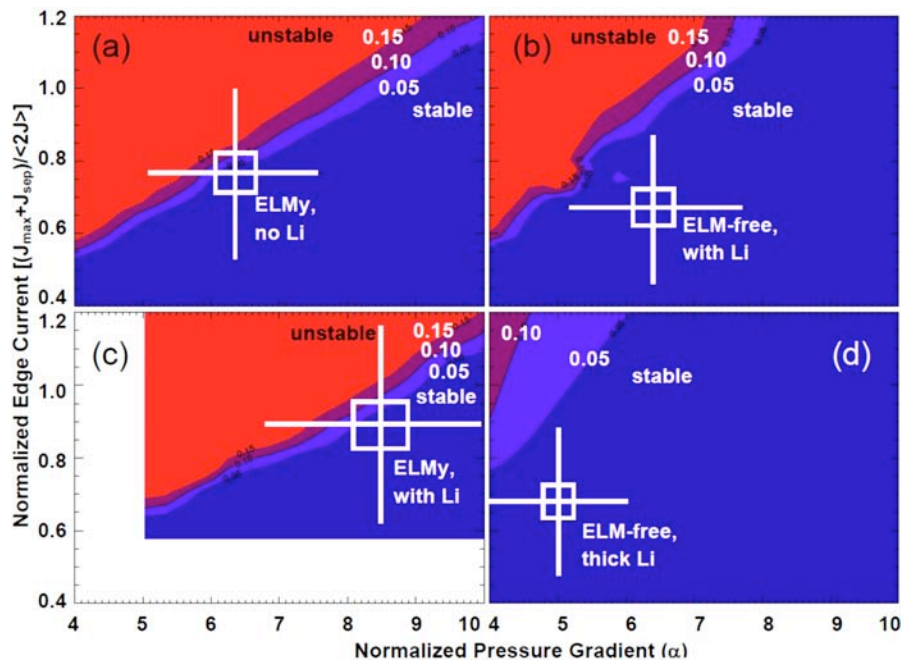 1.2
1.0
0.8
0.6
0.4
Normalized Edge Current [(Jmax+Jsep)/<2J>]
(a)
unstable
0.15
0.10
0.05
stable
ELMy,
no Li
(b)
unstable
0.15
0.10
0.05
stable
ELM-free,
with Li
1.2
1.0
0.8
0.6
0.4
(c)
unstable
0.15
0.10
0.05
stable
ELMy,
with Li
(d)
0.10
0.05
stable
ELM-free,
thick Li
4 5 6 7 8 9 10
5 6 7 8 9 10
Normalized Pressure Gradient (α)